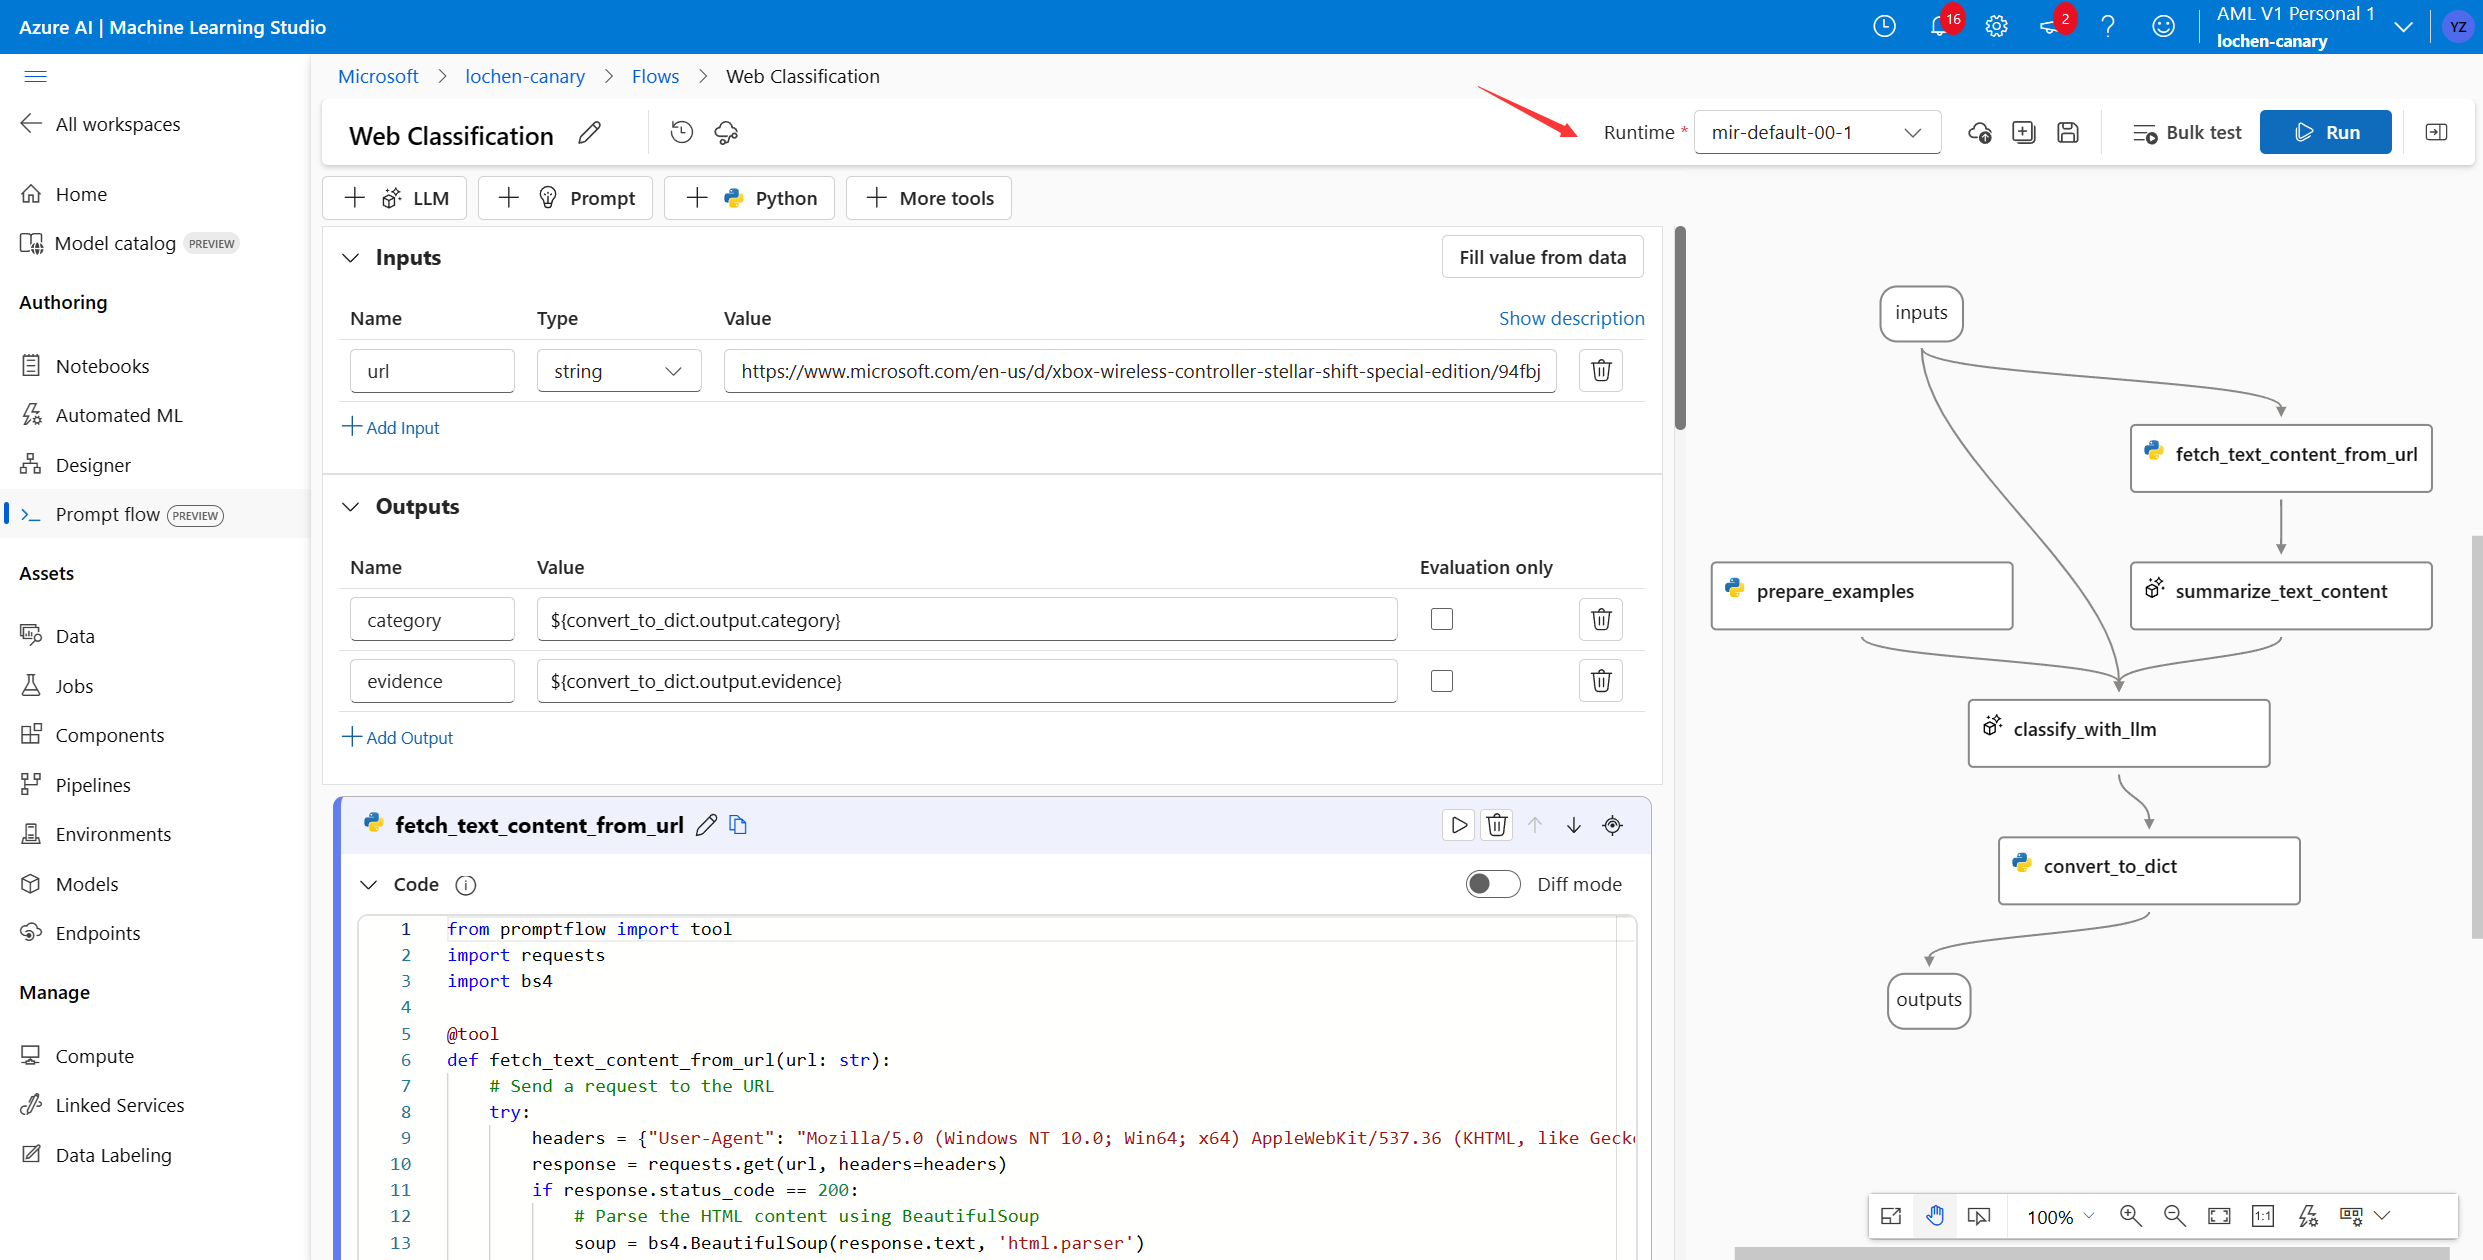 Azure AI | Machine Learning Studio
16
2
AML V1 Personal 1
lochen-canary
YZ
Microsoft > lochen-canary > Flows > Web Classification
All workspaces
Home
Model catalog PREVIEW
Authoring
Notebooks
Automated ML
Designer
Prompt flow PREVIEW
Assets
Data
Jobs
Components
Pipelines
Environments
Models
Endpoints
Manage
Compute
Linked Services
Data Labeling
Web Classification
Runtime * mir-default-00-1
Bulk test
Run
+ LLM
+ Prompt
+ Python
+ More tools
Inputs
Fill value from data
Name Type Value Show description
url string https://www.microsoft.com/en-us/d/xbox-wireless-controller-stellar-shift-special-edition/94fbj
+ Add Input
Outputs
Name Value Evaluation only
category ${convert_to_dict.output.category}
evidence ${convert_to_dict.output.evidence}
+ Add Output
fetch_text_content_from_url
Code
Diff mode
1 from promptflow import tool
2 import requests
3 import bs4
4
5 @tool
6 def fetch_text_content_from_url(url: str):
7 # Send a request to the URL
8 try:
9 headers = {"User-Agent": "Mozilla/5.0 (Windows NT 10.0; Win64; x64) AppleWebKit/537.36 (KHTML, like Geck
10 response = requests.get(url, headers=headers)
11 if response.status_code == 200:
12 # Parse the HTML content using BeautifulSoup
13 soup = bs4.BeautifulSoup(response.text, 'html.parser')
inputs
fetch_text_content_from_url
prepare_examples
summarize_text_content
classify_with_llm
convert_to_dict
outputs
100%
1:1